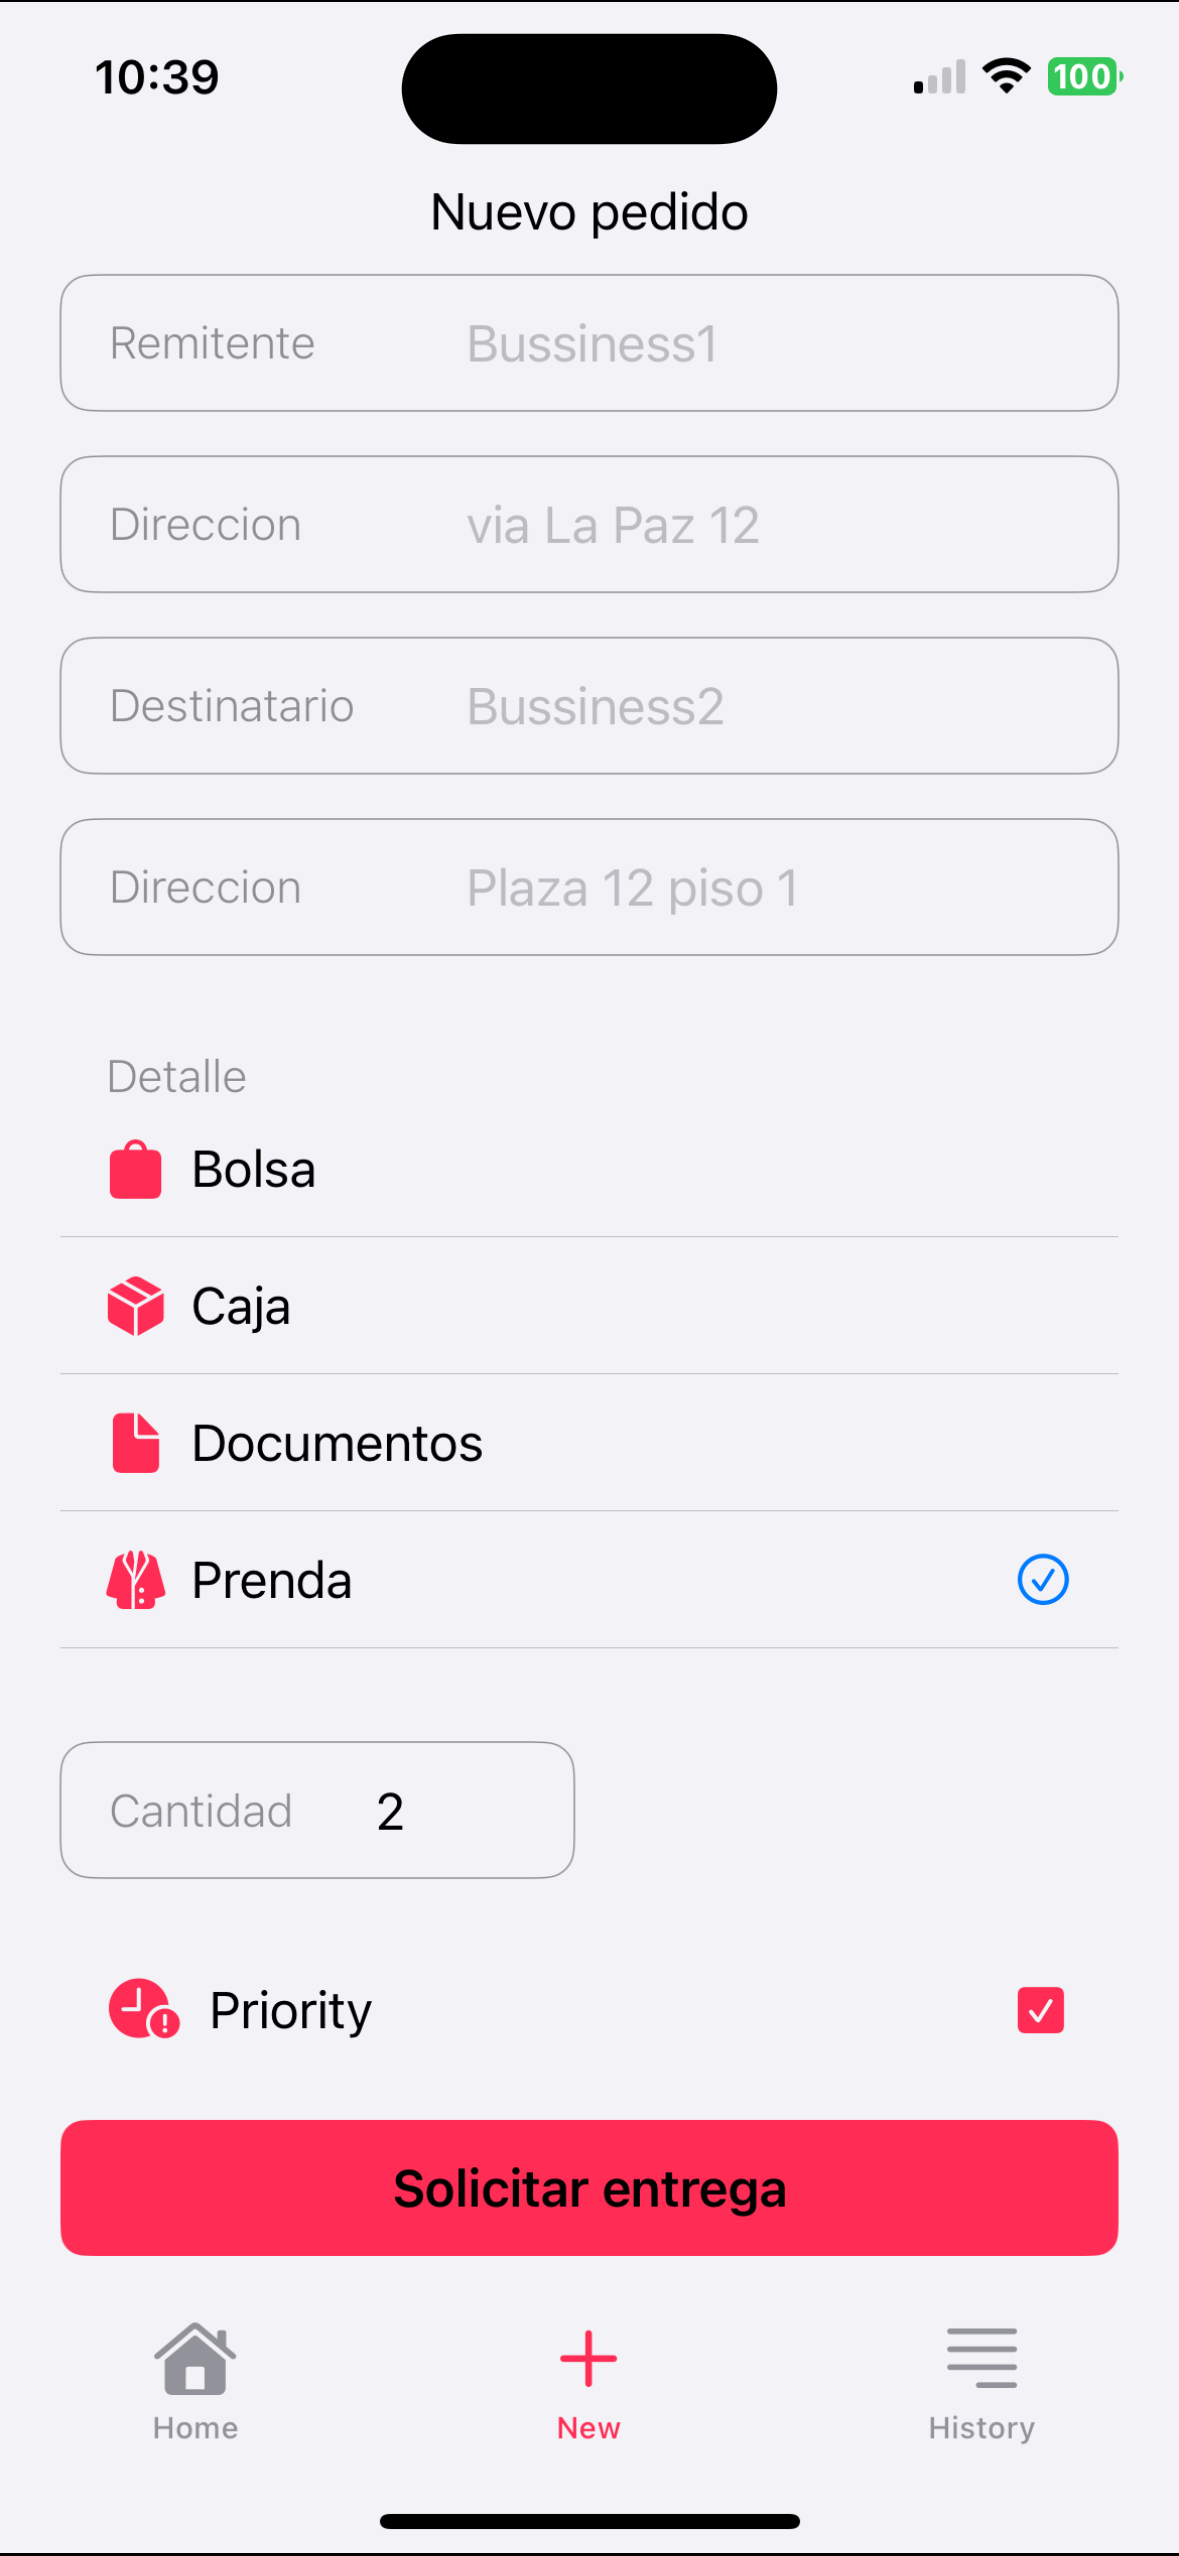 10:39
100
Nuevo pedido
Remitente Bussiness1
Direccion via La Paz 12
Destinatario Bussiness2
Direccion Plaza 12 piso 1
Detalle
Bolsa
Caja
Documentos
Prenda
Cantidad 2
Priority
Solicitar entrega
Home New History